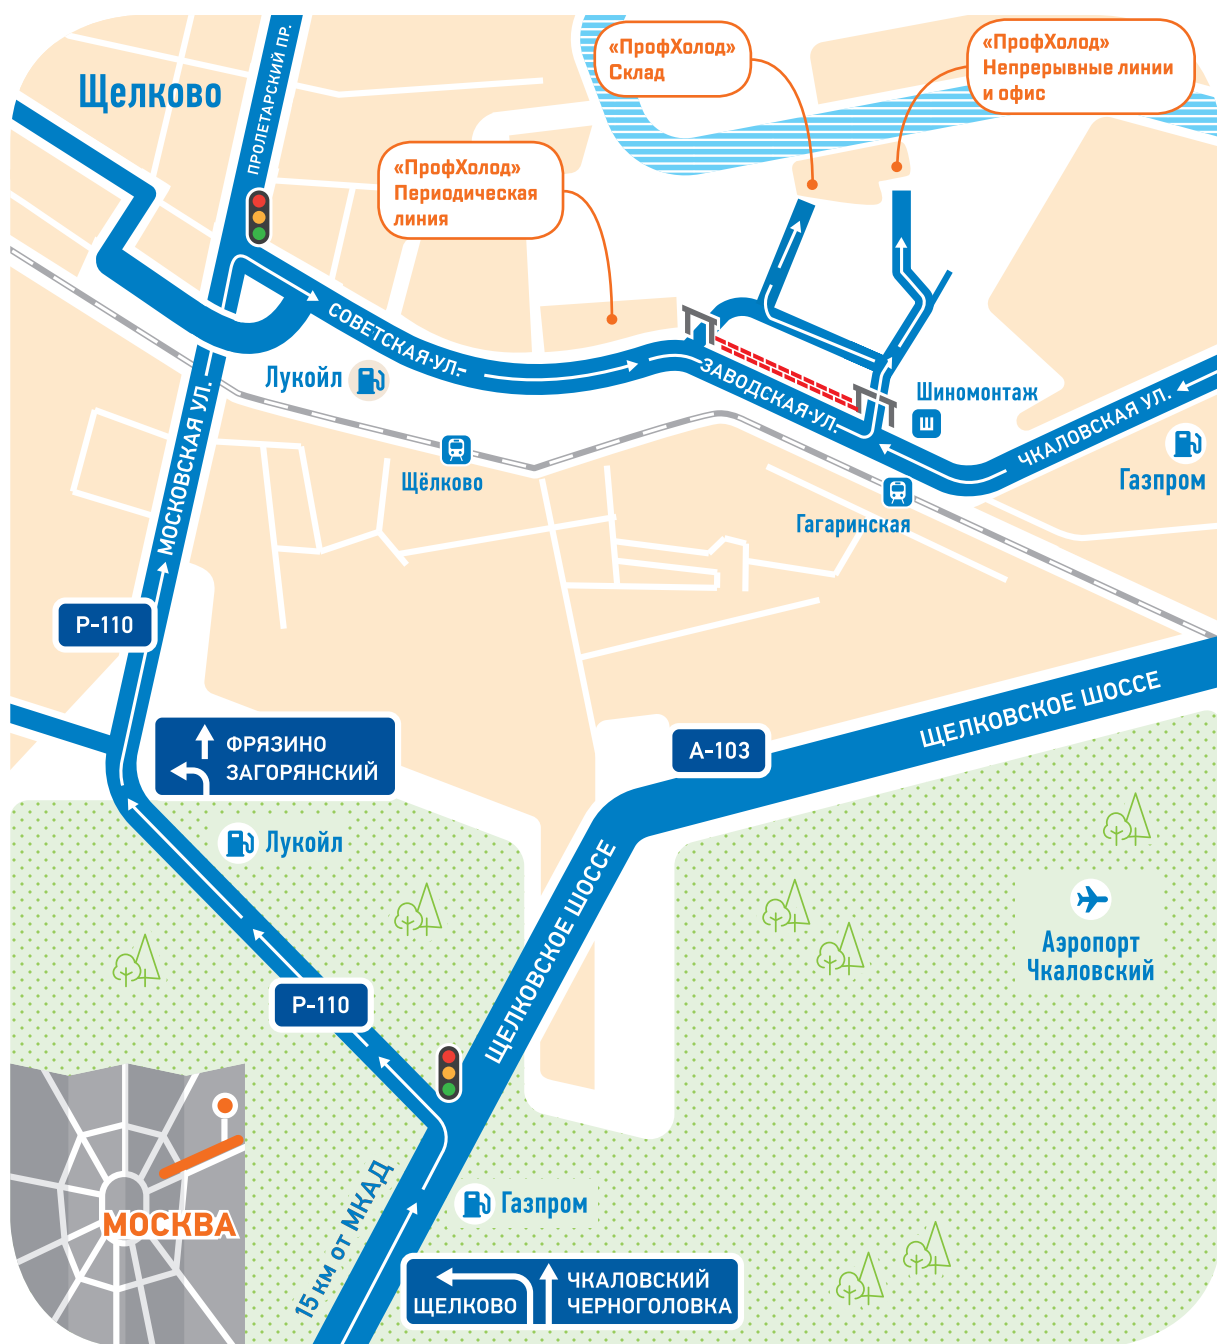 Щелково
ПРОЛЕТАРСКИЙ ПР.
«ПрофХолод»
Склад
«ПрофХолод»
Непрерывные линии
и офис
«ПрофХолод»
Периодическая
линия
СОВЕТСКАЯ УЛ.
Лукойл
ЗАВОДСКАЯ УЛ.
Шиномонтаж
Ш
ЧКАЛОВСКАЯ УЛ.
Газпром
Щёлково
Гагаринская
МОСКОВСКАЯ УЛ.
Р-110
ФРЯЗИНО
ЗАГОРЯНСКИЙ
А-103
ЩЕЛКОВСКОЕ ШОССЕ
Лукойл
ЩЕЛКОВСКОЕ ШОССЕ
Аэропорт
Чкаловский
Р-110
15 км от МКАД
Газпром
МОСКВА
ЩЕЛКОВО
ЧКАЛОВСКИЙ
ЧЕРНОГОЛОВКА